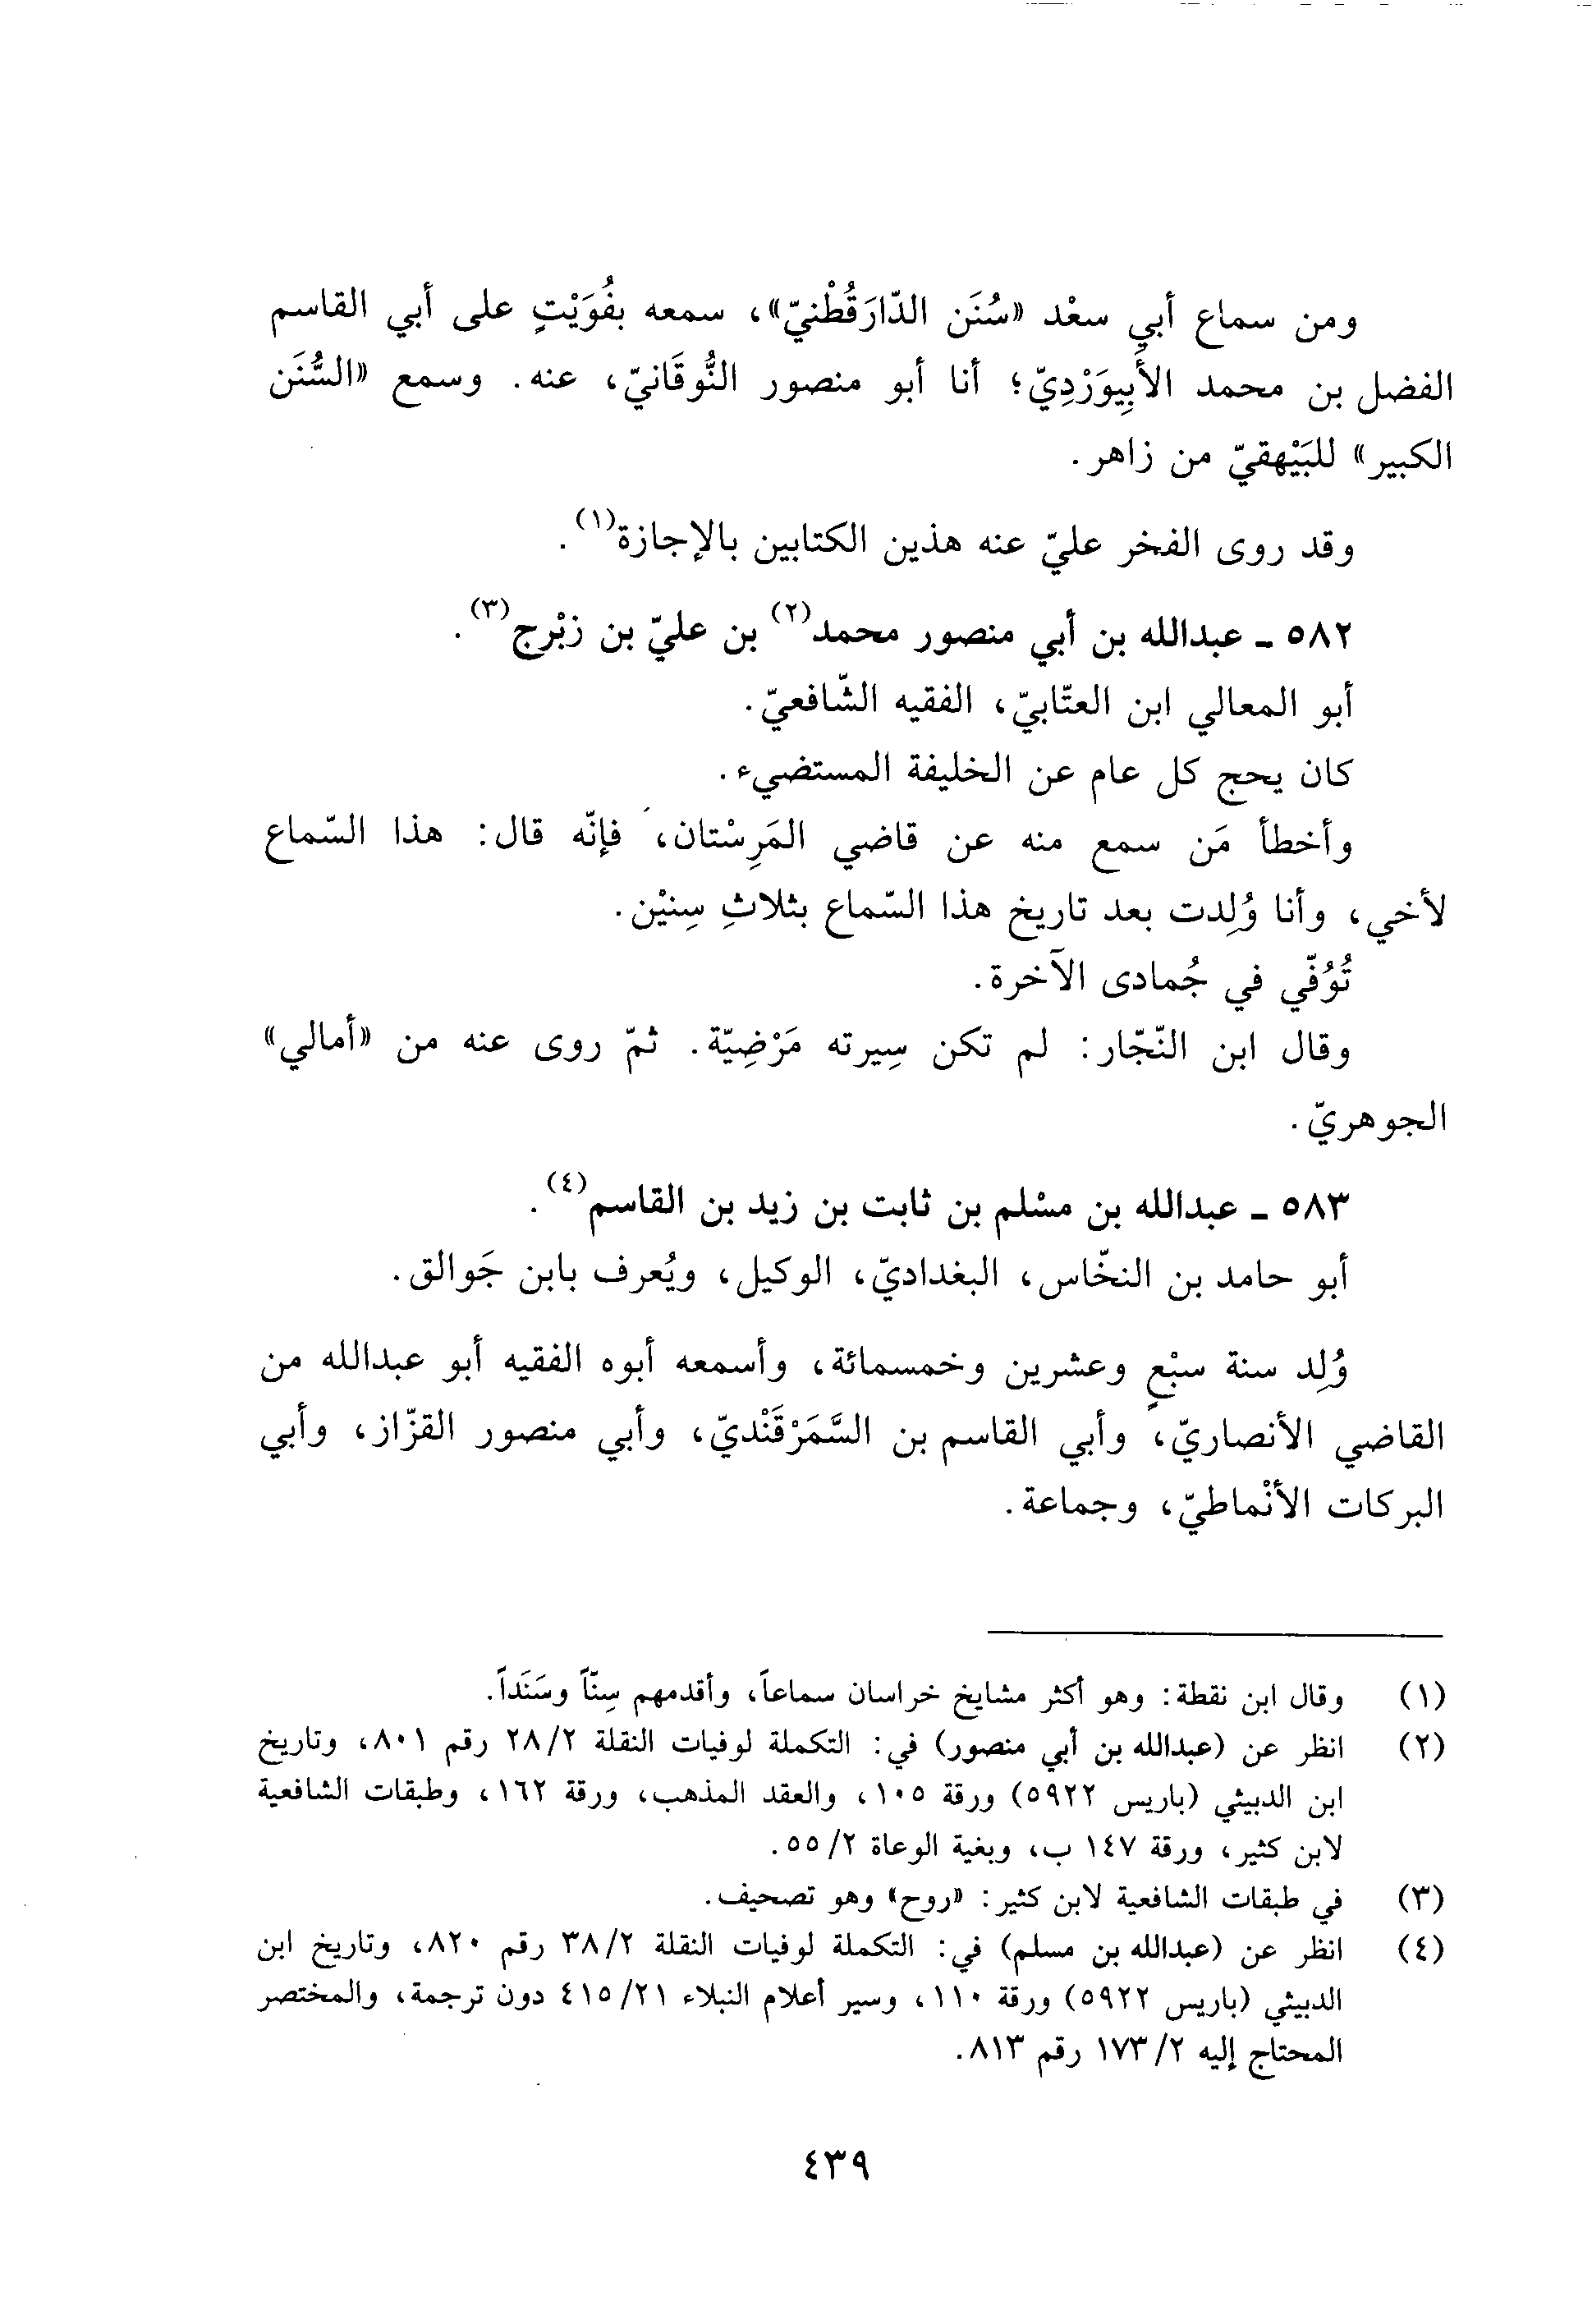 ومن سماع أبي سعْد «سُنَن الدّارَقُطْنيّ»، سمعه بفُوَيْتٍ على أبي القاسم
الفضل بن محمد الأَبِيوَرْدِيّ؛ أنا أبو منصور النُّوقَانيّ، عنه. وسمع «السُّنَن
الكبير» للبَيْهقيّ من زاهر.
وقد روى الفخر عليّ عنه هذين الكتابين بالإجازة(١).
٥٨٢ ـ عبدالله بن أبي منصور محمد(٢) بن عليّ بن زبْرج(٣).
أبو المعالي ابن العتّابيّ، الفقيه الشّافعيّ.
كان يحج كل عام عن الخليفة المستضيء.
وأخطأ مَن سمع منه عن قاضي المَرِسْتان، فإنّه قال: هذا السّماع
لأخي، وأنا وُلِدت بعد تاريخ هذا السّماع بثلاثِ سِنيْن.
تُوُفّي في جُمادى الآخرة.
وقال ابن النّجّار: لم تكن سِيرته مَرْضِيّة. ثمّ روى عنه من «أمالي»
الجوهريّ.
٥٨٣ ـ عبدالله بن مسْلم بن ثابت بن زيد بن القاسم(٤).
أبو حامد بن النخّاس، البغداديّ، الوكيل، ويُعرف بابن جَوالق.
وُلِد سنة سبْعٍ وعشرين وخمسمائة، وأسمعه أبوه الفقيه أبو عبدالله من
القاضي الأنصاريّ، وأبي القاسم بن السَّمَرْقَنْديّ، وأبي منصور القزّاز، وأبي
البركات الأنْماطيّ، وجماعة.
(١) وقال ابن نقطة: وهو أكثر مشايخ خراسان سماعاً، وأقدمهم سِنّاً وسَنَداً.
(٢) انظر عن (عبدالله بن أبي منصور) في: التكملة لوفيات النقلة ٢٨/٢ رقم ٨٠١، وتاريخ
ابن الدبيثي (باريس ٥٩٢٢) ورقة ١٠٥، والعقد المذهب، ورقة ١٦٢، وطبقات الشافعية
لابن كثير، ورقة ١٤٧ ب، وبغية الوعاة ٥٥/٢.
(٣) في طبقات الشافعية لابن كثير: «روح» وهو تصحيف.
(٤) انظر عن (عبدالله بن مسلم) في: التكملة لوفيات النقلة ٣٨/٢ رقم ٨٢٠، وتاريخ ابن
الدبيثي (باريس ٥٩٢٢) ورقة ١١٠، وسير أعلام النبلاء ٤١٥/٢١ دون ترجمة، والمختصر
المحتاج إليه ١٧٣/٢ رقم ٨١٣.
٤٣٩